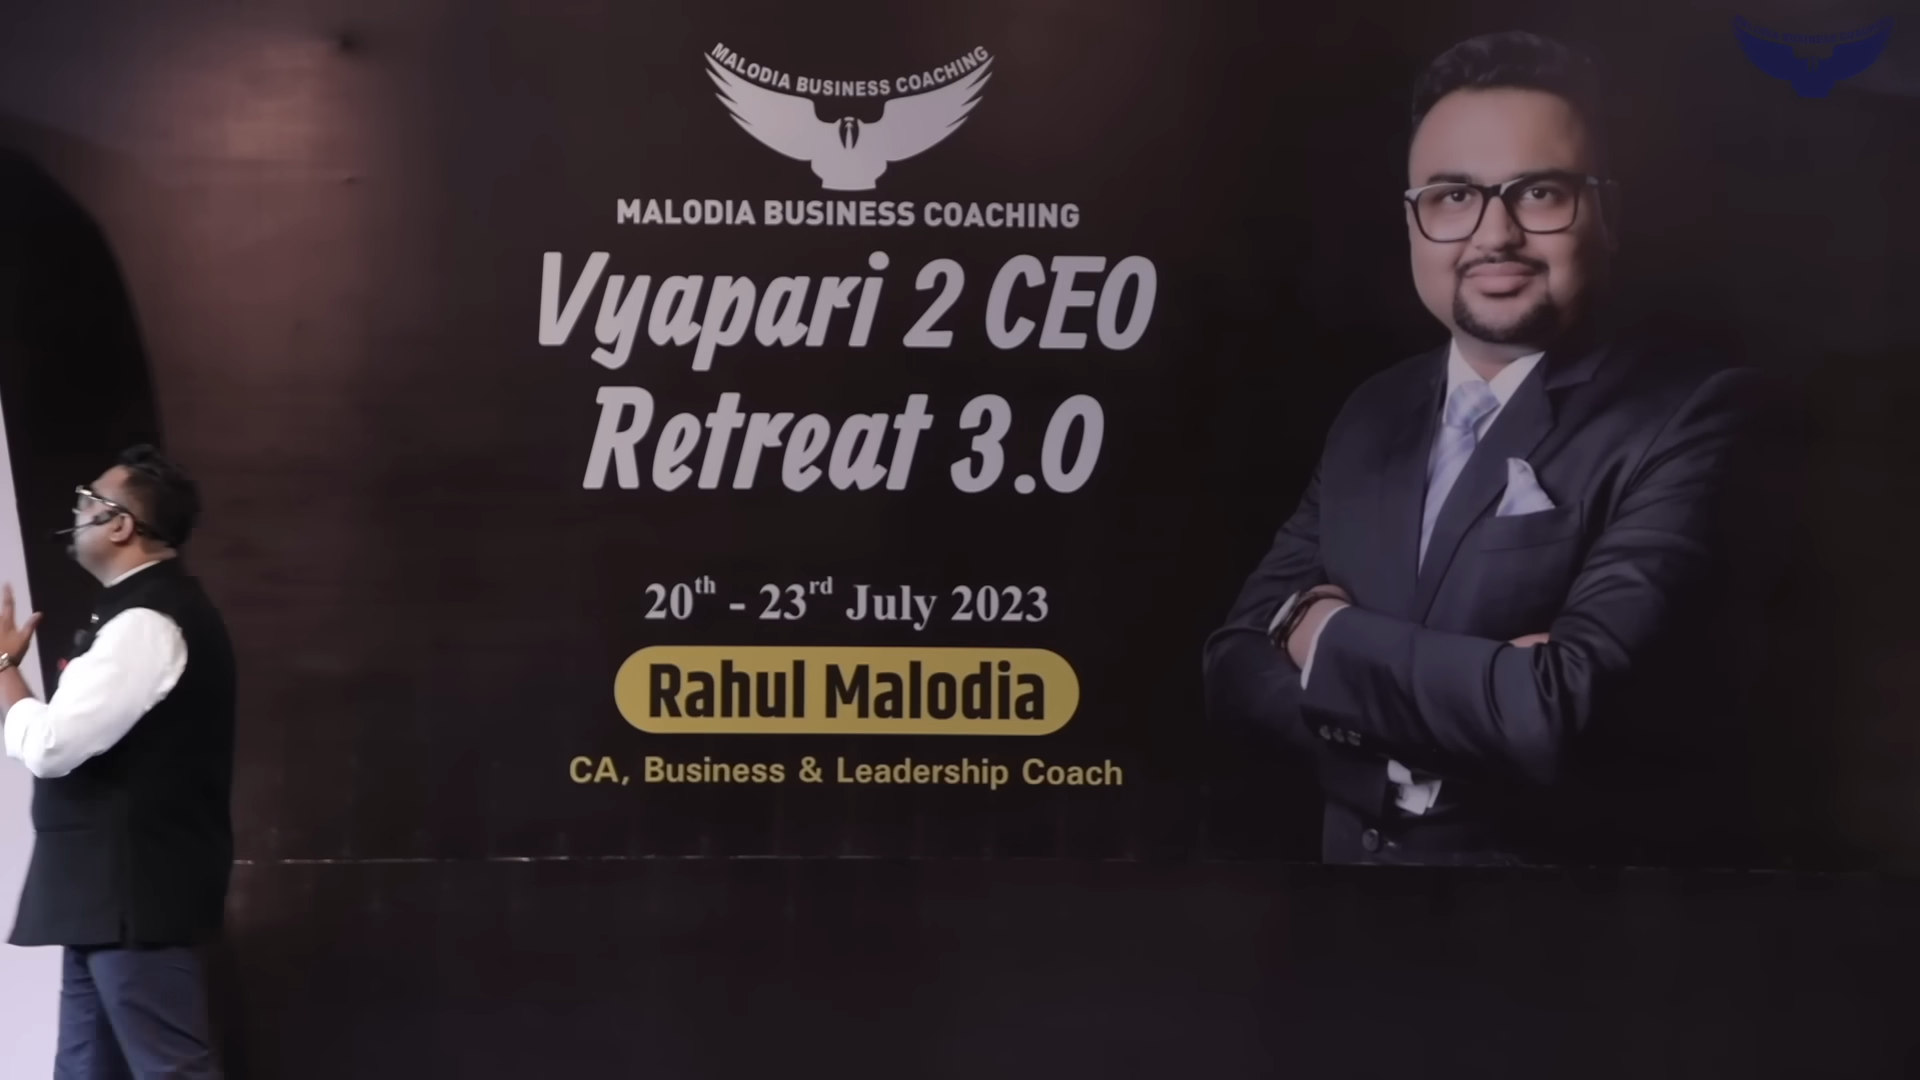 MALODIA BUSINESS COACHING
MALODIA BUSINESS COACHING
Vyapari 2 CEO
Retreat 3.0
20th - 23rd July 2023
Rahul Malodia
CA, Business & Leadership Coach